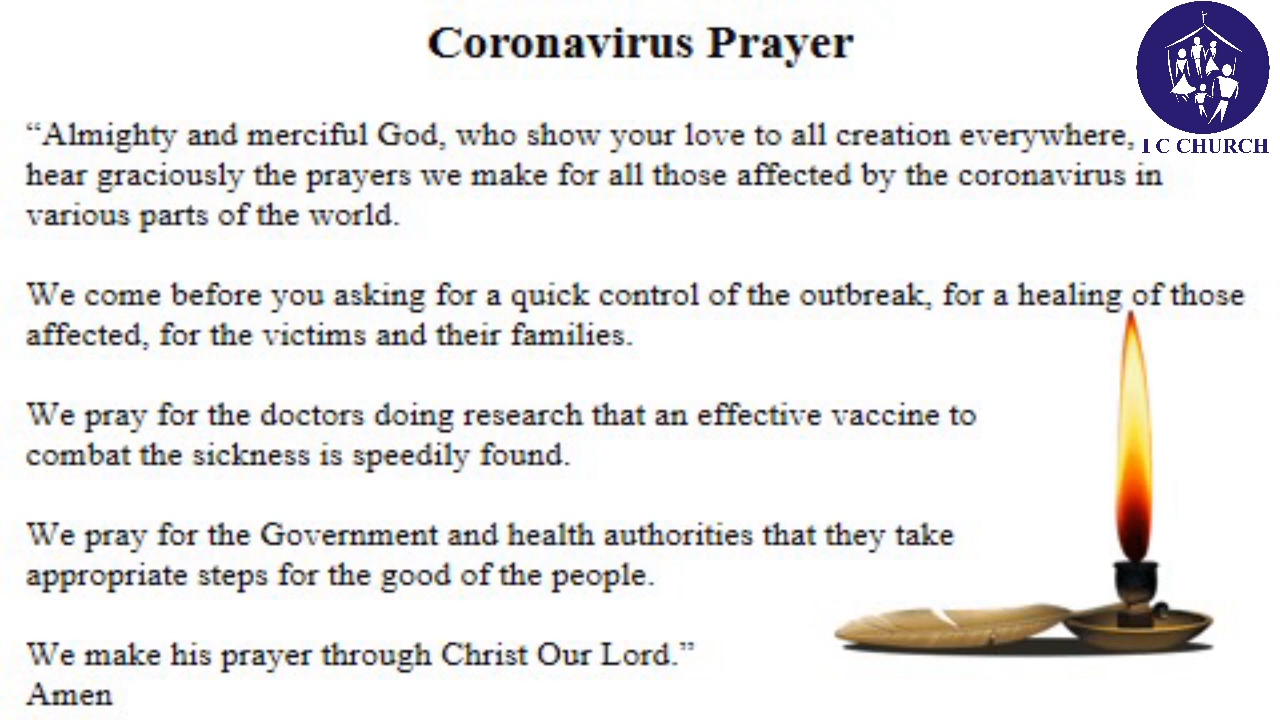 Coronavirus Prayer
I C CHURCH
“Almighty and merciful God, who show your love to all creation everywhere,
hear graciously the prayers we make for all those affected by the coronavirus in
various parts of the world.
We come before you asking for a quick control of the outbreak, for a healing of those
affected, for the victims and their families.
We pray for the doctors doing research that an effective vaccine to
combat the sickness is speedily found.
We pray for the Government and health authorities that they take
appropriate steps for the good of the people.
We make his prayer through Christ Our Lord.”
Amen